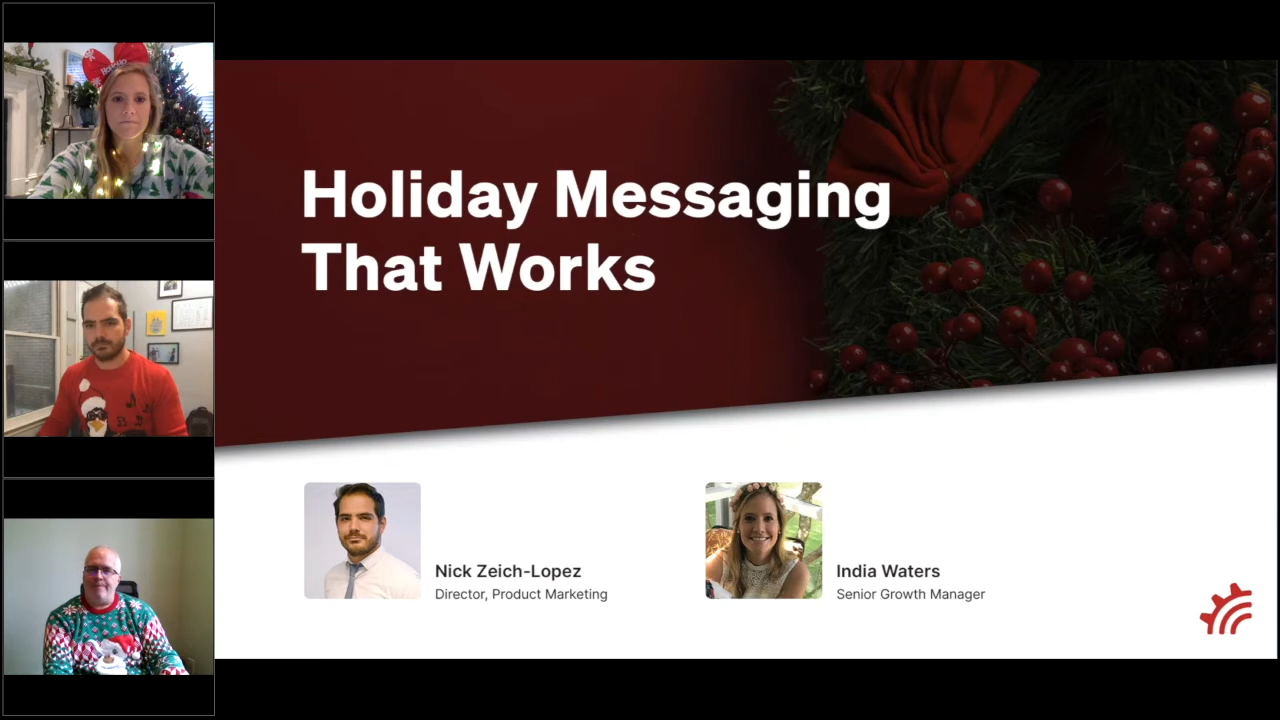 Holiday Messaging
That Works
Nick Zeich-Lopez
Director, Product Marketing
India Waters
Senior Growth Manager